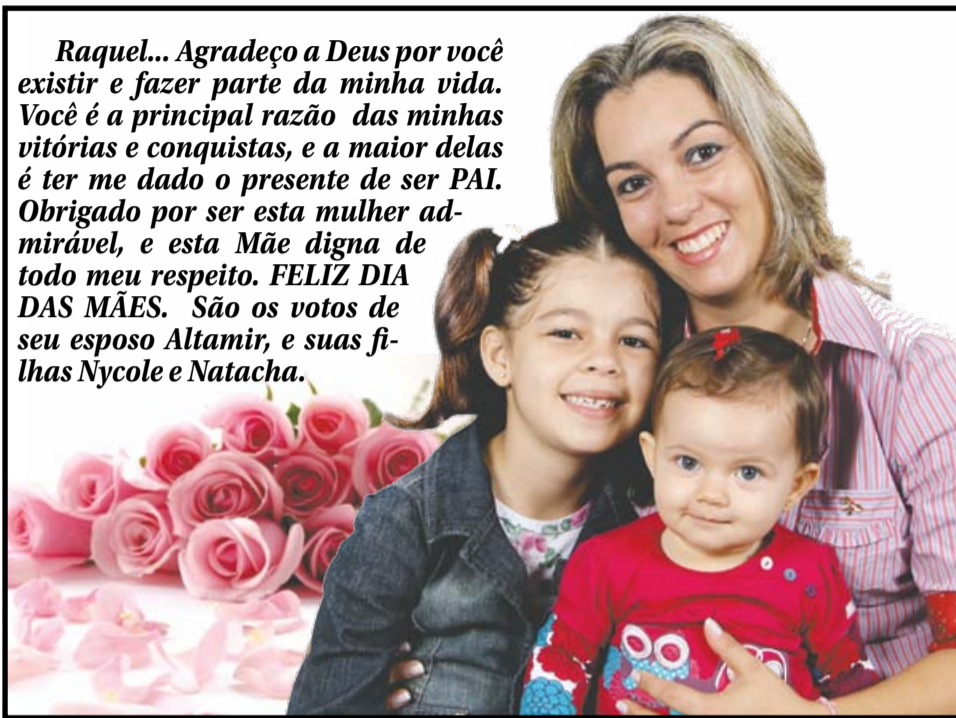 Raquel... Agradeço a Deus por você
existir e fazer parte da minha vida.
Você é a principal razão das minhas
vitórias e conquistas, e a maior delas
é ter me dado o presente de ser PAI.
Obrigado por ser esta mulher ad-
mirável, e esta Mãe digna de
todo meu respeito. FELIZ DIA
DAS MÃES. São os votos de
seu esposo Altamir, e suas fi-
lhas Nycole e Natacha.